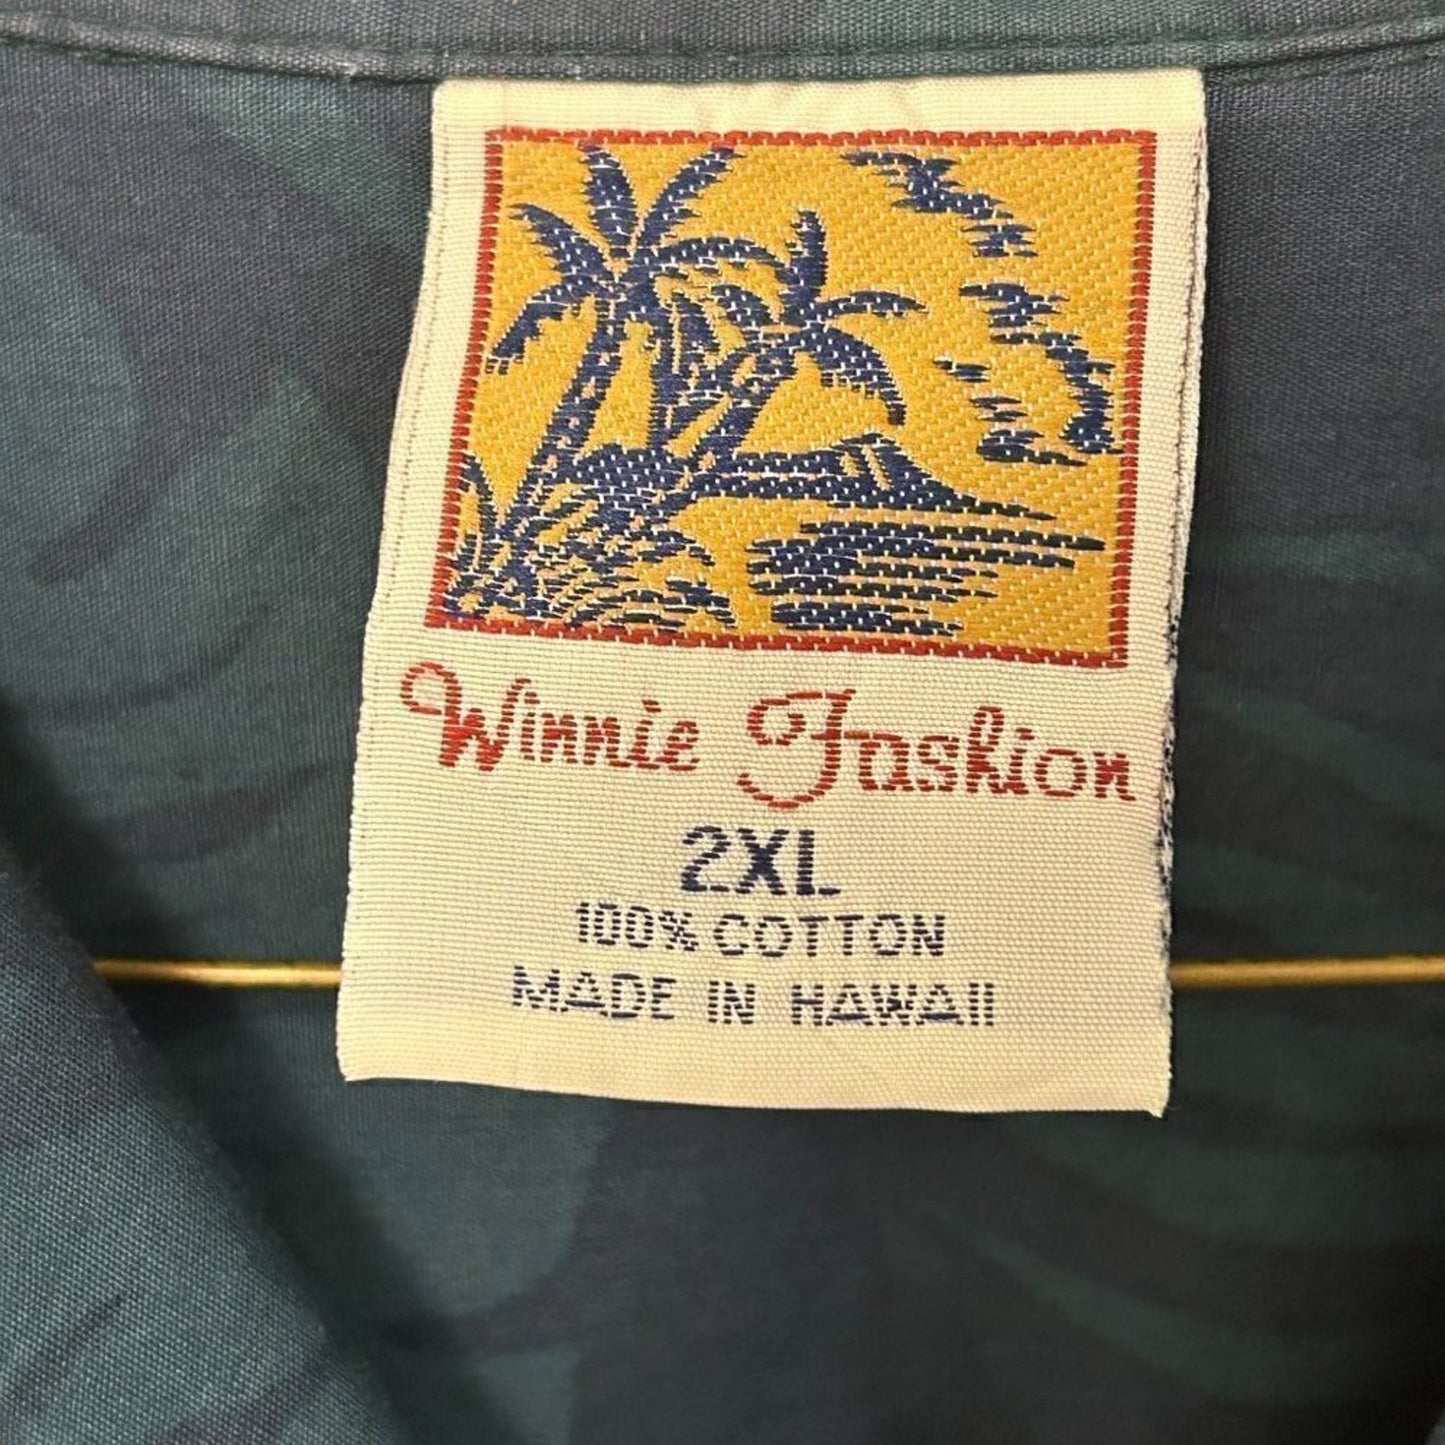 Winnie Fashion
2XL
100% COTTON
MADE IN HAWAII